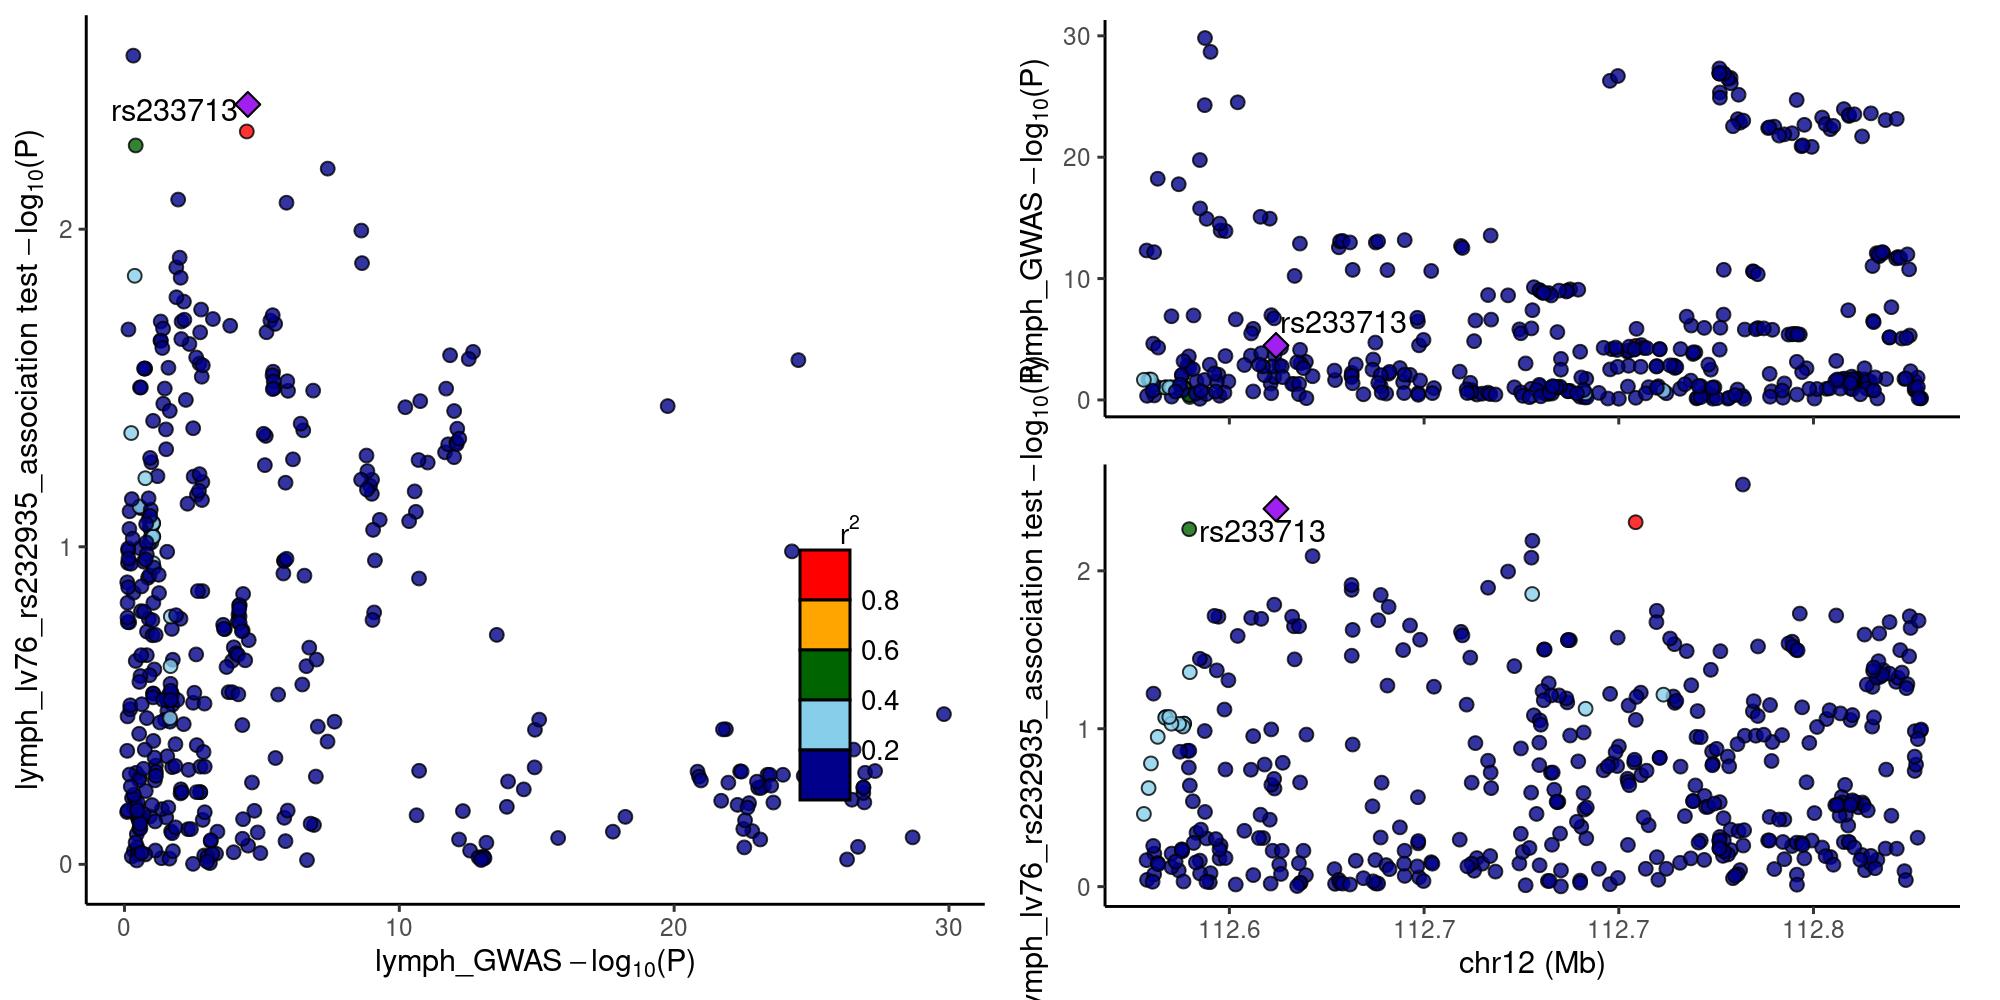 lymph_lv76_rs232935_association test −log10(P)
2
1
0
rs233713
r2
0.8
0.6
0.4
0.2
0
10
20
30
lymph_GWAS −log10(P)
lymph_GWAS −log10(P)
30
20
10
0
rs233713
lymph_lv76_rs232935_association test −log10(P)
2
1
0
rs233713
112.6
112.7
112.7
112.8
chr12 (Mb)